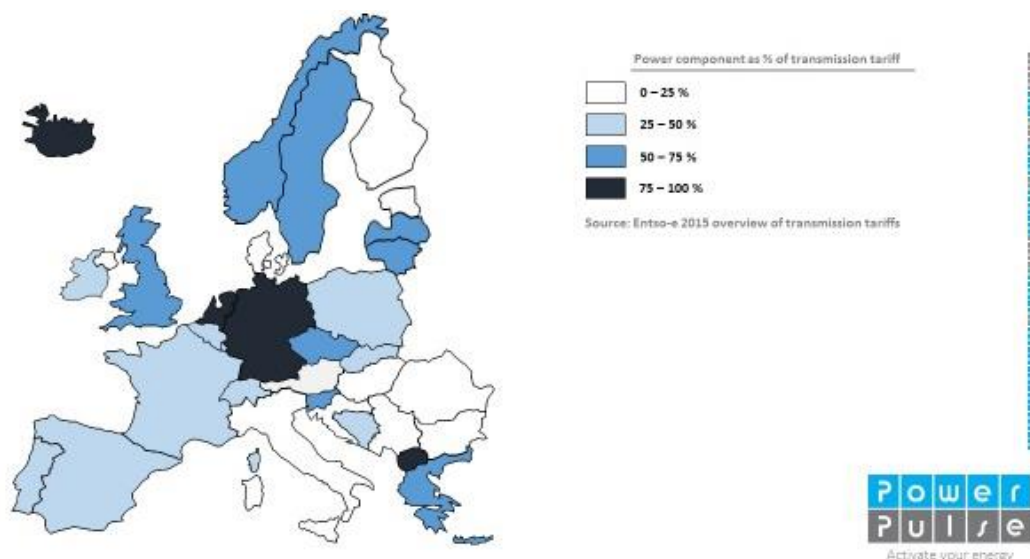 Power component as % of transmission tariff
0 – 25 %
25 – 50 %
50 – 75 %
75 – 100 %
Source: Entso-e 2015 overview of transmission tariffs
Power
Pulse
Activate your energy